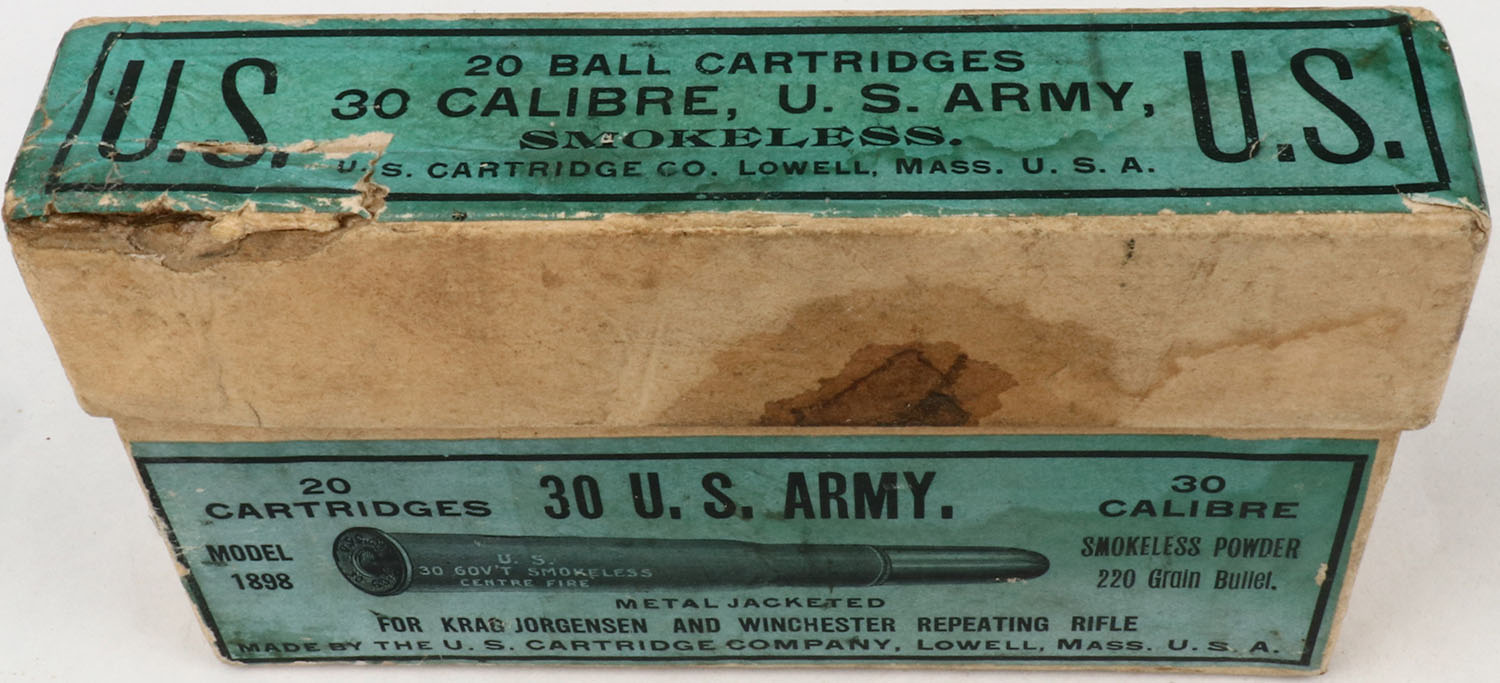 U.S.
20 BALL CARTRIDGES
30 CALIBRE, U. S. ARMY,
SMOKELESS.
U. S. CARTRIDGE CO. LOWELL, MASS. U. S. A.
U.S.
20
CARTRIDGES
30 U. S. ARMY.
30
CALIBRE
MODEL
1898
U. S.
30 GOV'T SMOKELESS
CENTRE FIRE
SMOKELESS POWDER
220 Grain Bullet.
METAL JACKETED
FOR KRAG JORGENSEN AND WINCHESTER REPEATING RIFLE
MADE BY THE U. S. CARTRIDGE COMPANY, LOWELL, MASS. U. S. A.